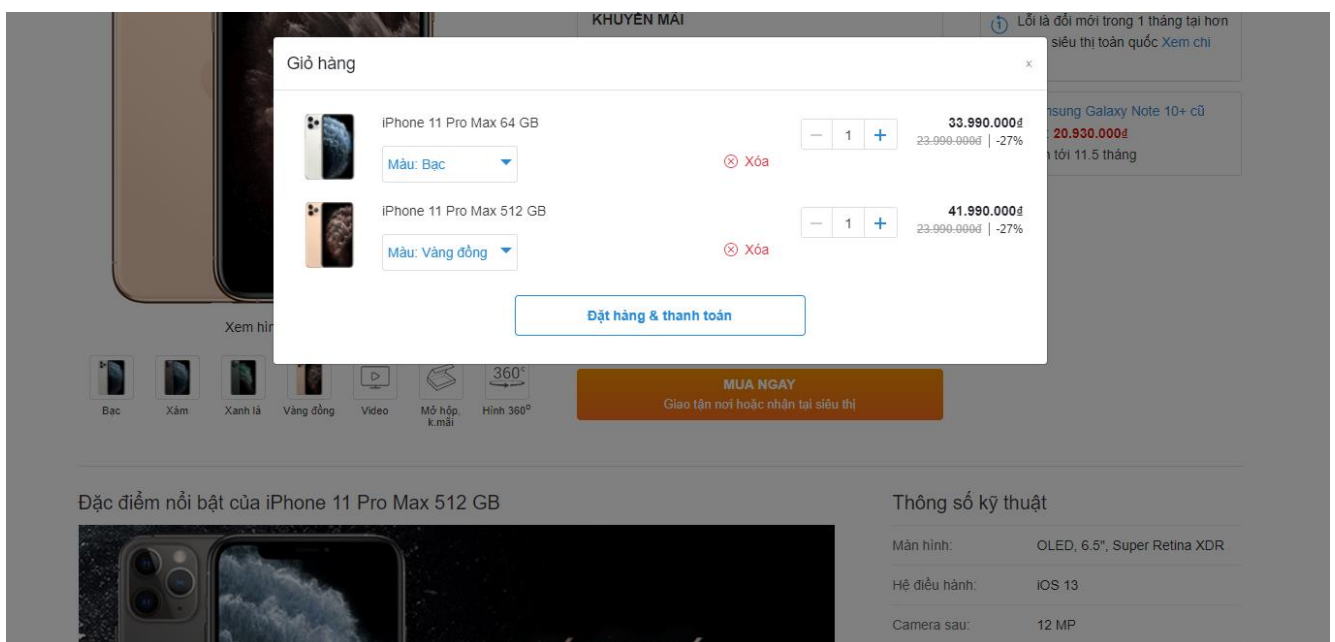 KHUYẾN MÃI
Lỗi là đổi mới trong 1 tháng tại hơn
siêu thị toàn quốc Xem chi
Giỏ hàng
x
iPhone 11 Pro Max 64 GB
Màu: Bạc
Xóa
1
33.990.000₫
23.990.000đ | -27%
sung Galaxy Note 10+ cũ
20.930.000₫
tới 11.5 tháng
iPhone 11 Pro Max 512 GB
Màu: Vàng đồng
Xóa
1
41.990.000₫
23.990.000đ | -27%
Đặt hàng & thanh toán
Xem hìn
360°
Bạc
Xám
Xanh lá
Vàng đồng
Video
Mở hộp,
k.mãi
Hình 360⁰
MUA NGAY
Giao tận nơi hoặc nhận tại siêu thị
Đặc điểm nổi bật của iPhone 11 Pro Max 512 GB
Thông số kỹ thuật
Màn hình: OLED, 6.5", Super Retina XDR
Hệ điều hành: iOS 13
Camera sau: 12 MP